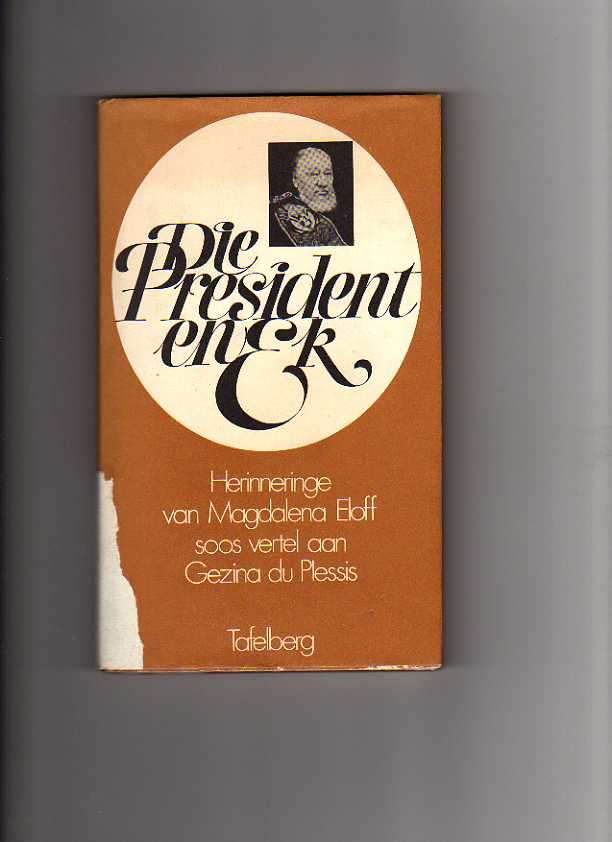 Die
President
en Ek
Herinneringe
van Magdalena Eloff
soos vertel aan
Gezina du Plessis
Tafelberg